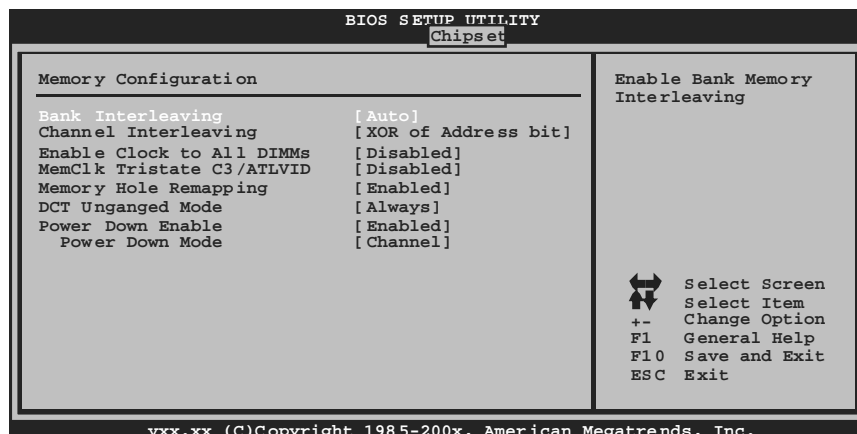 BIOS SETUP UTILITY
Chipset
Memory Configuration
Bank Interleaving [Auto]
Channel Interleaving [XOR of Address bit]
Enable Clock to All DIMMs [Disabled]
MemClk Tristate C3/ATLVID [Disabled]
Memory Hole Remapping [Enabled]
DCT Unganged Mode [Always]
Power Down Enable [Enabled]
Power Down Mode [Channel]
Enable Bank Memory
Interleaving
Select Screen
Select Item
+- Change Option
F1 General Help
F10 Save and Exit
ESC Exit
vxx.xx (C)Copyright 1985-200x, American Megatrends, Inc.